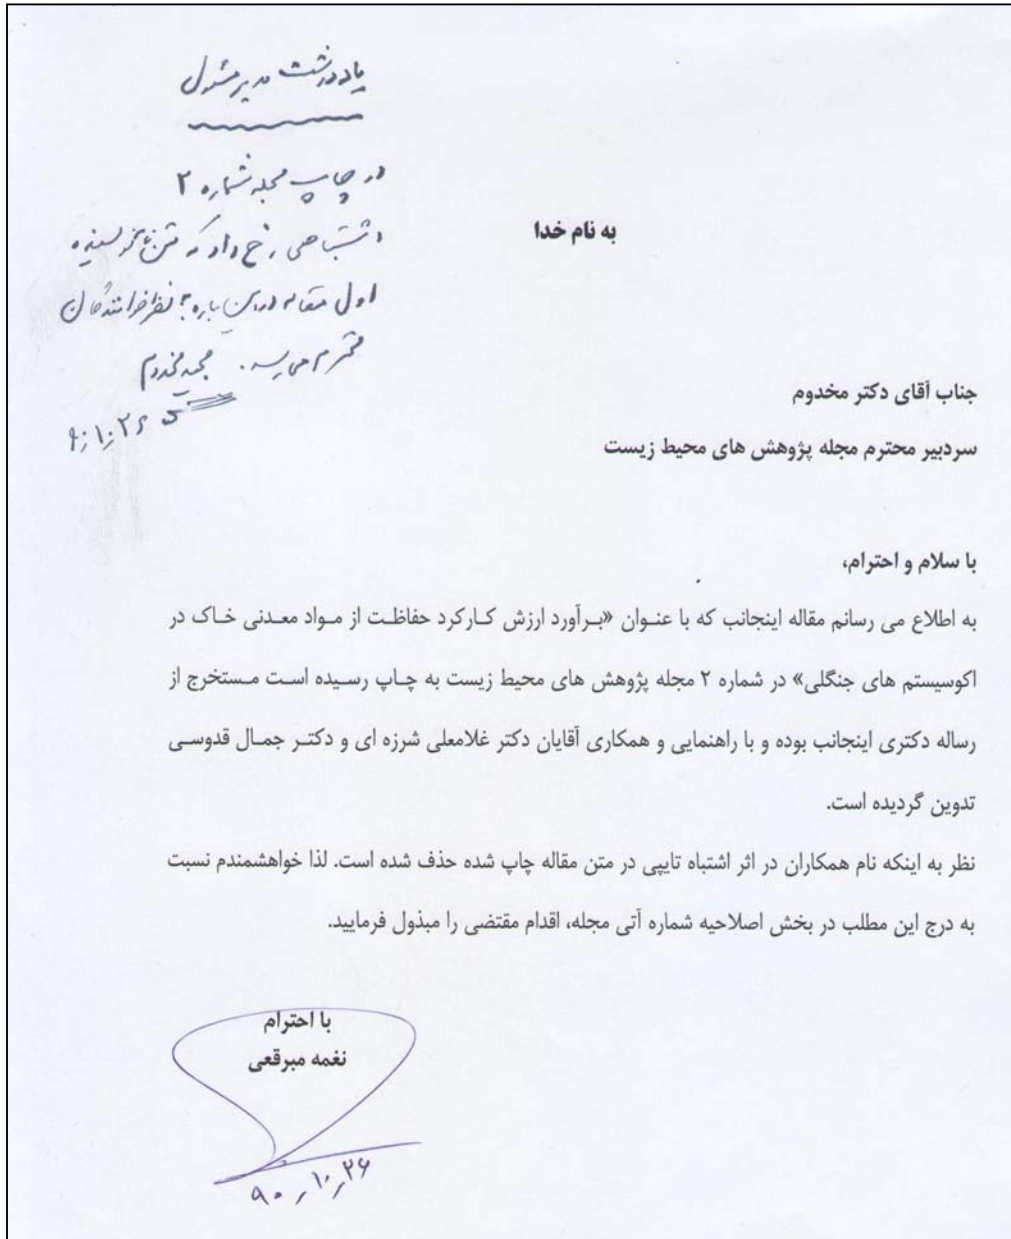 یادداشت مدیر مسئول
در چاپ مجله شماره ۲
اشتباهی رخ داد که متن نویسنده
اول مقاله در این باره به نظر خوانندگان
محترم می رسد. مجید مخدوم
به نام خدا
جناب آقای دکتر مخدوم
سردبیر محترم مجله پژوهش های محیط زیست
با سلام و احترام،
به اطلاع می رسانم مقاله اینجانب که با عنوان «برآورد ارزش کارکرد حفاظت از مواد معدنی خاک در
اکوسیستم های جنگلی» در شماره ۲ مجله پژوهش های محیط زیست به چاپ رسیده است مستخرج از
رساله دکتری اینجانب بوده و با راهنمایی و همکاری آقایان دکتر غلامعلی شرزه ای و دکتر جمال قدوسی
تدوین گردیده است.
نظر به اینکه نام همکاران در اثر اشتباه تایپی در متن مقاله چاپ شده حذف شده است. لذا خواهشمندم نسبت
به درج این مطلب در بخش اصلاحیه شماره آتی مجله، اقدام مقتضی را مبذول فرمایید.
با احترام
نغمه مبرقعی
۹۰,۱۰,۲۶